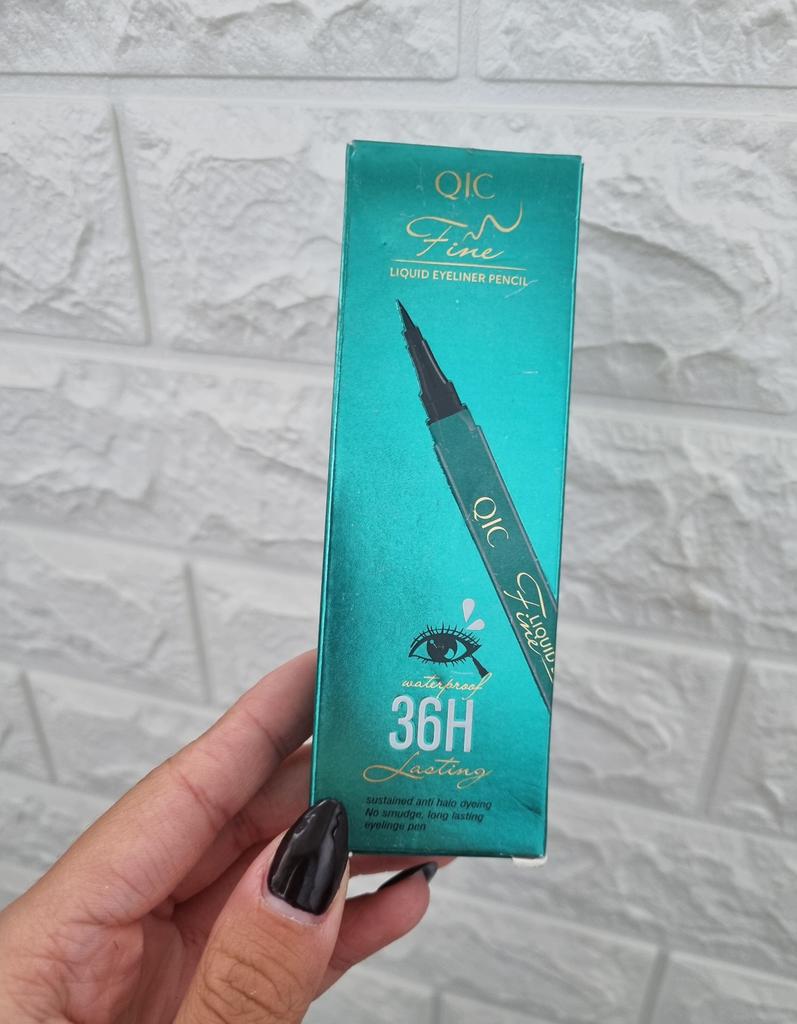 QIC
Fine
LIQUID EYELINER PENCIL
QIC
Fine
LIQUID
waterproof
36H
Lasting
sustained anti halo dyeing
No smudge, long lasting
eyelinge pen